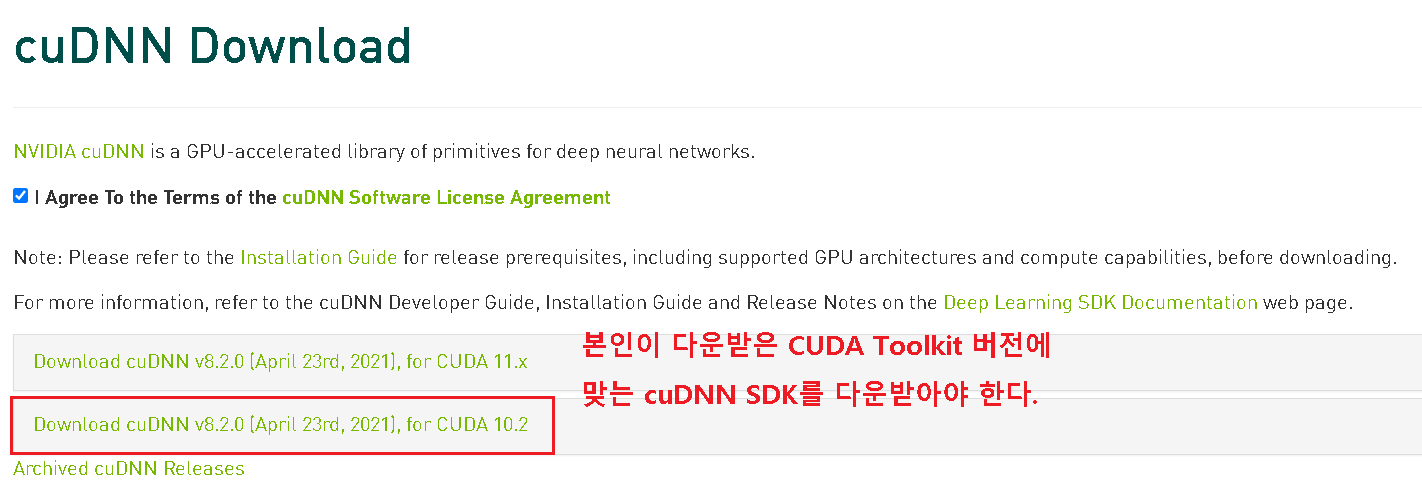 cuDNN Download
NVIDIA cuDNN is a GPU-accelerated library of primitives for deep neural networks.
I Agree To the Terms of the cuDNN Software License Agreement
Note: Please refer to the Installation Guide for release prerequisites, including supported GPU architectures and compute capabilities, before downloading.
For more information, refer to the cuDNN Developer Guide, Installation Guide and Release Notes on the Deep Learning SDK Documentation web page.
Download cuDNN v8.2.0 (April 23rd, 2021), for CUDA 11.x
본인이 다운받은 CUDA Toolkit 버전에
맞는 cuDNN SDK를 다운받아야 한다.
Download cuDNN v8.2.0 (April 23rd, 2021), for CUDA 10.2
Archived cuDNN Releases